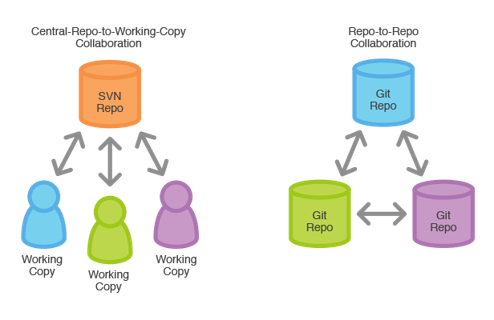 Central-Repo-to-Working-Copy
Collaboration
SVN
Repo
Working
Copy
Working
Copy
Working
Copy
Repo-to-Repo
Collaboration
Git
Repo
Git
Repo
Git
Repo